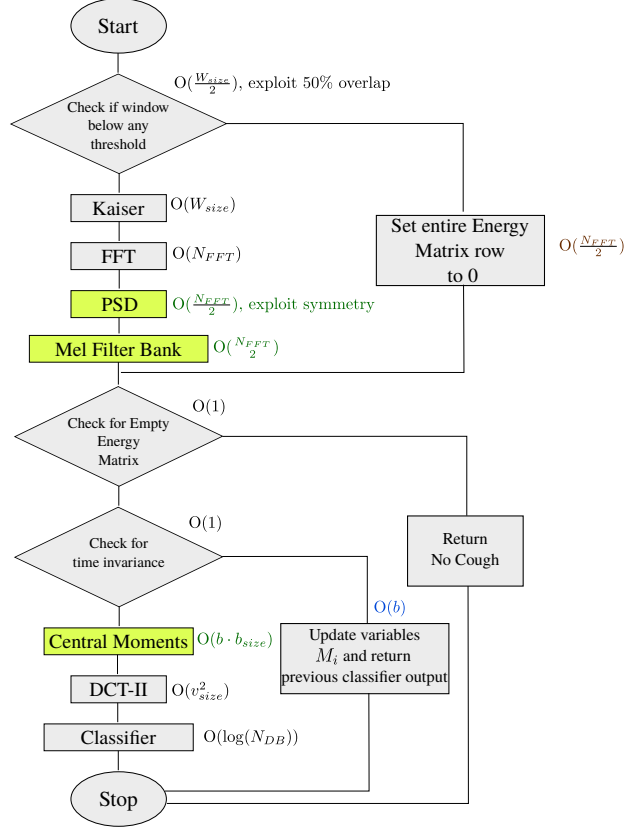 Start
O(\frac{W_{size}}{2}), exploit 50% overlap
Check if window
below any
threshold
Kaiser
O(W_{size})
Set entire Energy
Matrix row
to 0
O(\frac{N_{FFT}}{2})
FFT
O(N_{FFT})
PSD
O(\frac{N_{FFT}}{2}), exploit symmetry
Mel Filter Bank
O(\frac{N_{FFT}}{2})
O(1)
Check for Empty
Energy
Matrix
O(1)
Check for
time invariance
Return
No Cough
O(b)
Central Moments
O(b · b_{size})
Update variables
M_i and return
previous classifier output
DCT-II
O(v_{size}^2)
Classifier
O(log(N_{DB}))
Stop